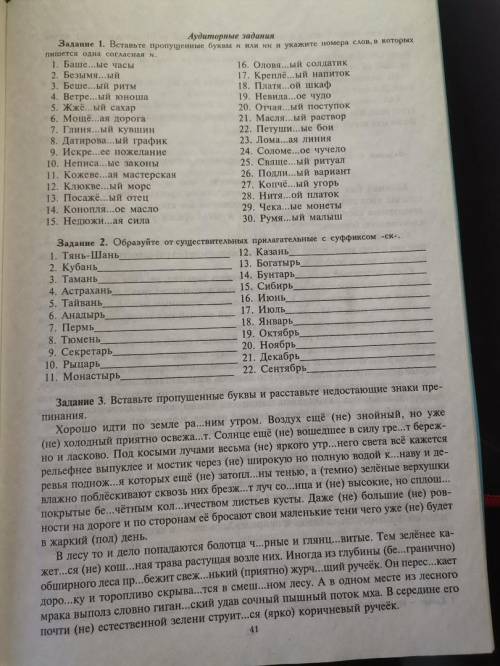 Аудиторные задания
Задание 1. Вставьте пропущенные буквы н или нн и укажите номера слов, в которых
пишется одна согласная н.
1. Баше...ые часы
2. Безымя...ый
3. Беше...ый ритм
4. Ветре...ый юноша
5. Жжё...ый сахар
6. Мощё...ая дорога
7. Глиня...ый кувшин
8. Датирова...ый график
9. Искре...ее пожелание
10. Неписа...ые законы
11. Кожеве...ая мастерская
12. Клюкве...ый морс
13. Посажё...ый отец
14. Конопля...ое масло
15. Недюжи...ая сила
16. Оловя...ый солдатик
17. Креплё...ый напиток
18. Платя...ой шкаф
19. Невида...ое чудо
20. Отчая...ый поступок
21. Масля...ый раствор
22. Петуши...ые бои
23. Лома...ая линия
24. Соломе...ое чучело
25. Свяще...ый ритуал
26. Подли...ый вариант
27. Копчё...ый угорь
28. Нитя...ой платок
29. Чека...ые монеты
30. Румя...ый малыш
Задание 2. Образуйте от существительных прилагательные с суффиксом -ск-.
1. Тянь-Шань
2. Кубань
3. Тамань
4. Астрахань
5. Тайвань
6. Анадырь
7. Пермь
8. Тюмень
9. Секретарь
10. Рыцарь
11. Монастырь
12. Казань
13. Богатырь
14. Бунтарь
15. Сибирь
16. Июнь
17. Июль
18. Январь
19. Октябрь
20. Ноябрь
21. Декабрь
22. Сентябрь
Задание 3. Вставьте пропущенные буквы и расставьте недостающие знаки пре-
пинания.
Хорошо идти по земле ра...ним утром. Воздух ещё (не) знойный, но уже
(не) холодный приятно освежа...т. Солнце ещё (не) вошедшее в силу гре...т береж-
но и ласково. Под косыми лучами весьма (не) яркого утр...него света всё кажется
рельефнее выпуклее и мостик через (не) широкую но полную водой к...наву и де-
ревья поднож...я которых ещё (не) затопл...ны тенью, а (темно) зелёные верхушки
влажно поблёскивают сквозь них брезж...т луч со...нца и (не) высокие, но сплош...
покрытые бе...чётным кол...ичеством листьев кусты. Даже (не) большие (не) ров-
ности на дороге и по сторонам её бросают свои маленькие тени чего уже (не) будет
в жаркий (пол) день.
В лесу то и дело попадаются болотца ч...рные и глянц...витые. Тем зелёнее ка-
жет...ся (не) кош...ная трава растущая возле них. Иногда из глубины (бе...гранично)
обширного леса пр...бежит свеж...нький (приятно) журч...щий ручеёк. Он перес...кает
доро...ку и торопливо скрыва...тся в смеш...ном лесу. А в одном месте из лесного
мрака выполз словно гиган...ский удав сочный пышный поток мха. В середине его
почти (не) естественной зелени струит...ся (ярко) коричневый ручеёк.
41